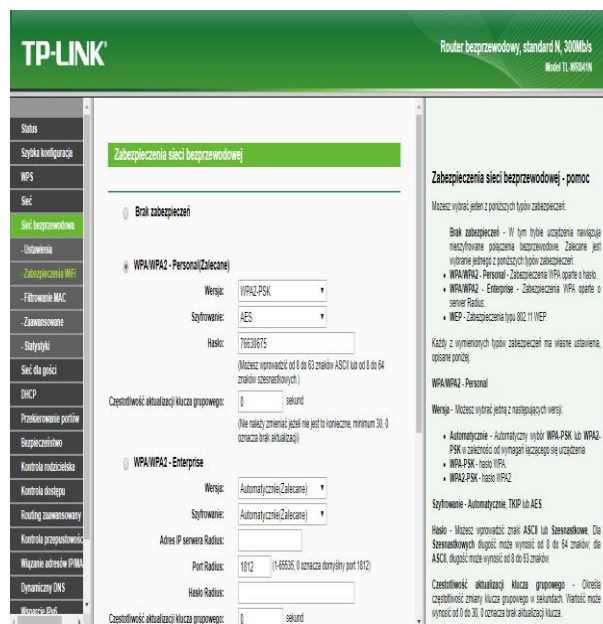 TP-LINK
Router bezprzewodowy, standard N, 300Mb/s
Model TL-WR841N
Status
Szybka konfiguracja
WPS
Sieć
Sieć bezprzewodowa
- Ustawienia
- Zabezpieczenia WiFi
- Filtrowanie MAC
- Zaawansowane
- Statystyki
Sieć dla gości
DHCP
Przekierowanie portów
Bezpieczeństwo
Kontrola rodzicielska
Kontrola dostępu
Routing zaawansowany
Kontrola przepustowośc
Wiązanie adresów IP/MA
Dynamiczny DNS
Wsparcie IPv6
Zabezpieczenia sieci bezprzewodowej
Brak zabezpieczeń
WPA/WPA2 - Personal(Zalecane)
Wersja: WPA2-PSK
Szyfrowanie: AES
Hasło: 76630675
(Możesz wprowadzić od 8 do 63 znaków ASCII lub od 8 do 64
znaków szesnastkowych.)
Częstotliwość aktualizacji klucza grupowego: 0 sekund
(Nie należy zmieniać jeżeli nie jest to konieczne, minimum 30, 0
oznacza brak aktualizacji)
WPA/WPA2 - Enterprise
Wersja: Automatycznie(Zalecane)
Szyfrowanie: Automatycznie(Zalecane)
Adres IP serwera Radius:
Port Radius: 1812 (1-65535, 0 oznacza domyślny port 1812)
Hasło Radius:
Częstotliwość aktualizacji klucza grupowego: 0 sekund
Zabezpieczenia sieci bezprzewodowej - pomoc
Możesz wybrać jeden z poniższych typów zabezpieczeń:
Brak zabezpieczeń - W tym trybie urządzenia nawiązują
nieszyfrowane połączenia bezprzewodowe. Zalecane jest
wybranie jednego z poniższych typów zabezpieczeń:
• WPA/WPA2 - Personal - Zabezpieczenia WPA oparte o hasło.
• WPA/WPA2 - Enterprise - Zabezpieczenia WPA oparte o
serwer Radius.
• WEP - Zabezpieczenia typu 802.11 WEP.
Każdy z wymienionych typów zabezpieczeń ma własne ustawienia,
opisane poniżej.
WPA/WPA2 - Personal
Wersja - Możesz wybrać jedną z następujących wersji:
• Automatycznie - Automatyczny wybór WPA-PSK lub WPA2-
PSK w zależności od wymagań łączącego się urządzenia
• WPA-PSK - hasło WPA.
• WPA2-PSK - hasło WPA2.
Szyfrowanie - Automatycznie, TKIP lub AES.
Hasło - Możesz wprowadzić znaki ASCII lub Szesnastkowe. Dla
Szesnastkowych długość może wynosić od 8 do 64 znaków; dla
ASCII, długość może wynosić od 8 do 63 znaków.
Częstotliwość aktualizacji klucza grupowego - Określa
częstotliwość zmiany klucza grupowego w sekundach. Wartość może
wynosić od 0 do 30, 0 oznacza brak aktualizacji klucza.